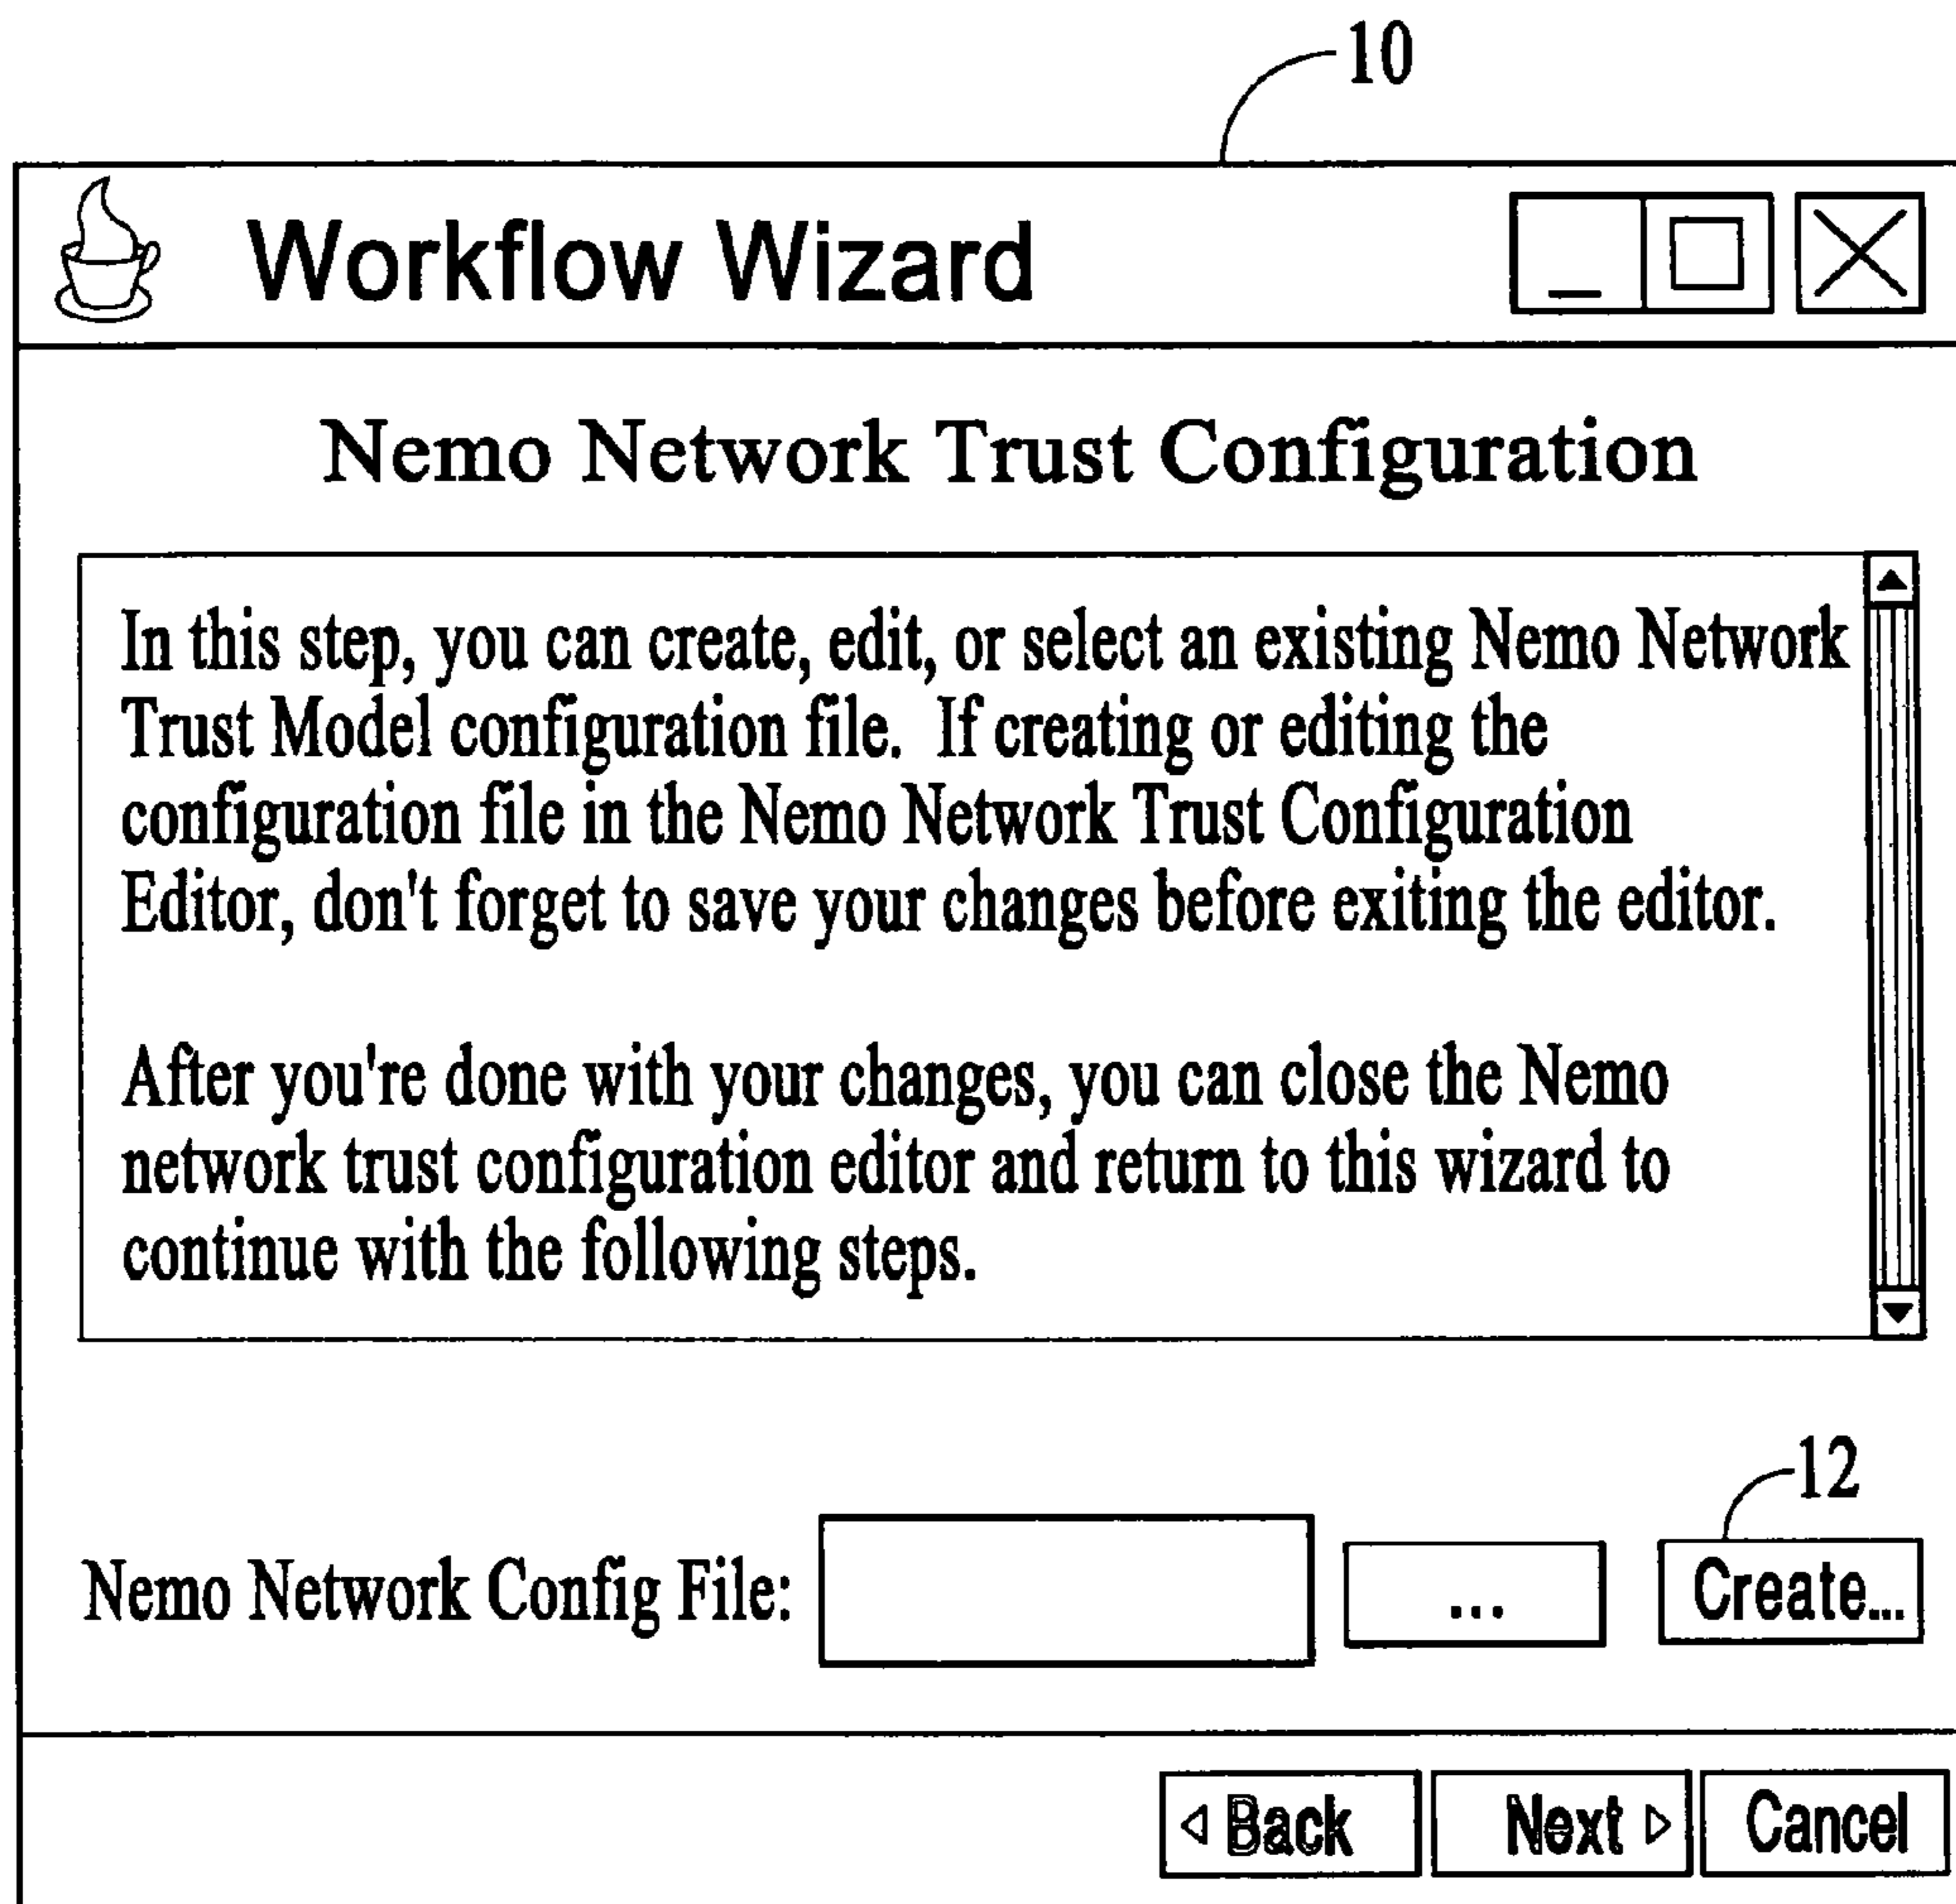 10
Workflow Wizard
Nemo Network Trust Configuration
In this step, you can create, edit, or select an existing Nemo Network
Trust Model configuration file. If creating or editing the
configuration file in the Nemo Network Trust Configuration
Editor, don't forget to save your changes before exiting the editor.
After you're done with your changes, you can close the Nemo
network trust configuration editor and return to this wizard to
continue with the following steps.
12
Nemo Network Config File: ... Create...
Back Next Cancel